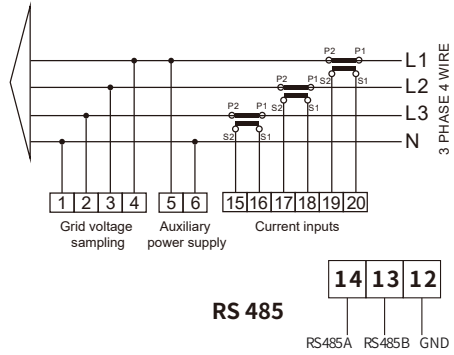 P2 P1
L1
P2 P1 S2 S1
L2
P2 P1 S2 S1
L3
S2 S1
N
3 PHASE 4 WIRE
1 2 3 4 5 6 15 16 17 18 19 20
Grid voltage sampling
Auxiliary power supply
Current inputs
14 13 12
RS 485
RS485A RS485B GND